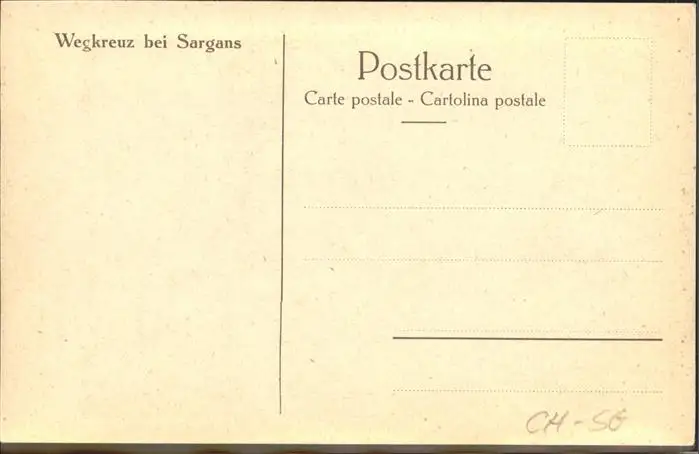 Wegkreuz bei Sargans
Postkarte
Carte postale - Cartolina postale
CH-SG